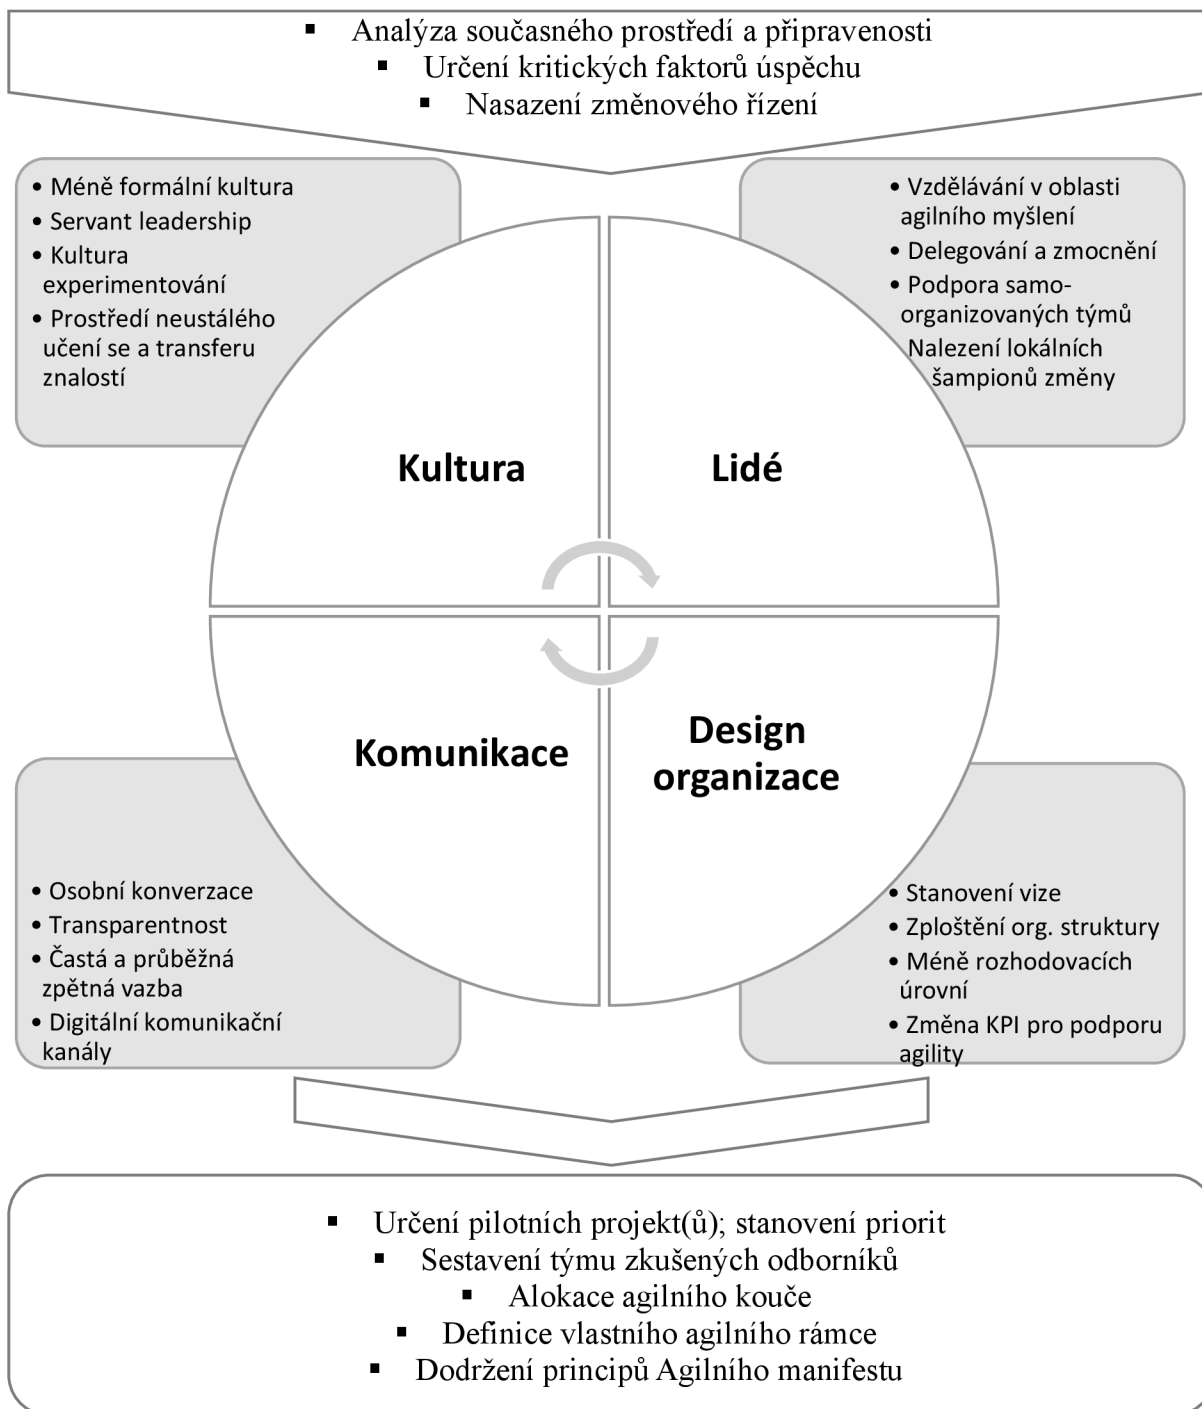 ▪ Analýza současného prostředí a připravenosti
▪ Určení kritických faktorů úspěchu
▪ Nasazení změnového řízení
• Méně formální kultura
• Servant leadership
• Kultura
experimentování
• Prostředí neustálého
učení se a transferu
znalostí
• Vzdělávání v oblasti
agilního myšlení
• Delegování a zmocnění
• Podpora samo-
organizovaných týmů
Nalezení lokálních
šampionů změny
Kultura
Lidé
Komunikace
Design
organizace
• Osobní konverzace
• Transparentnost
• Častá a průběžná
zpětná vazba
• Digitální komunikační
kanály
• Stanovení vize
• Zploštění org. struktury
• Méně rozhodovacích
úrovní
• Změna KPI pro podporu
agility
▪ Určení pilotních projekt(ů); stanovení priorit
▪ Sestavení týmu zkušených odborníků
▪ Alokace agilního kouče
▪ Definice vlastního agilního rámce
▪ Dodržení principů Agilního manifestu